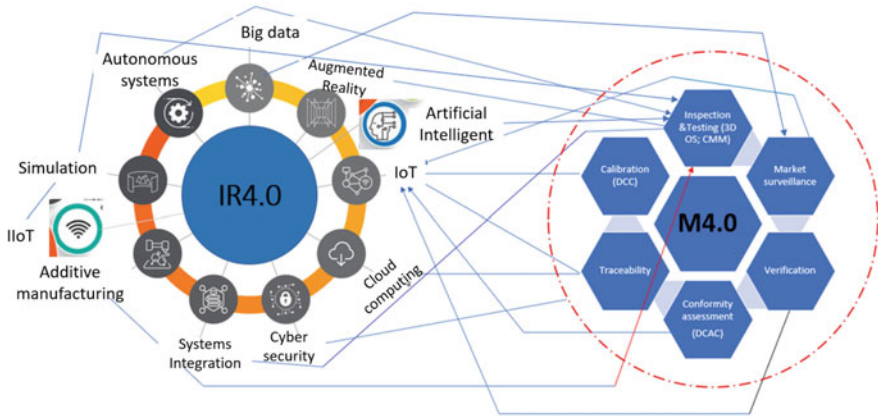 Big data
Autonomous
systems
Augmented
Reality
Artificial
Intelligent
Simulation
IR4.0
IoT
IIoT
Additive
manufacturing
Cloud
computing
Systems
Integration
Cyber
security
Inspection
&Testing (3D
OS; CMM)
Calibration
(DCC)
Market
surveillance
M4.0
Traceability
Verification
Conformity
assessment
(DCAC)